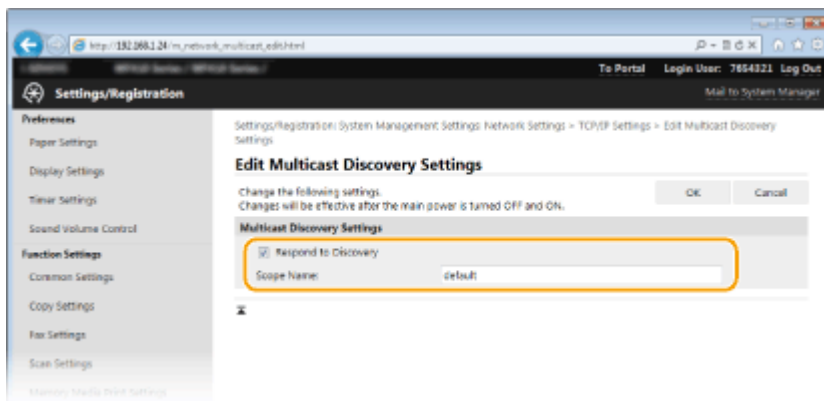 http://192.168.1.24/m_network_multicast_edit.html
To Portal Login User: 7654321 Log Out
Settings/Registration
Mail to System Manager
Preferences
Paper Settings
Display Settings
Timer Settings
Sound Volume Control
Function Settings
Common Settings
Copy Settings
Fax Settings
Scan Settings
Memory Media Print Settings
Settings/Registration: System Management Settings: Network Settings > TCP/IP Settings > Edit Multicast Discovery
Settings
Edit Multicast Discovery Settings
Change the following settings.
Changes will be effective after the main power is turned OFF and ON.
OK
Cancel
Multicast Discovery Settings
Respond to Discovery
Scope Name: default